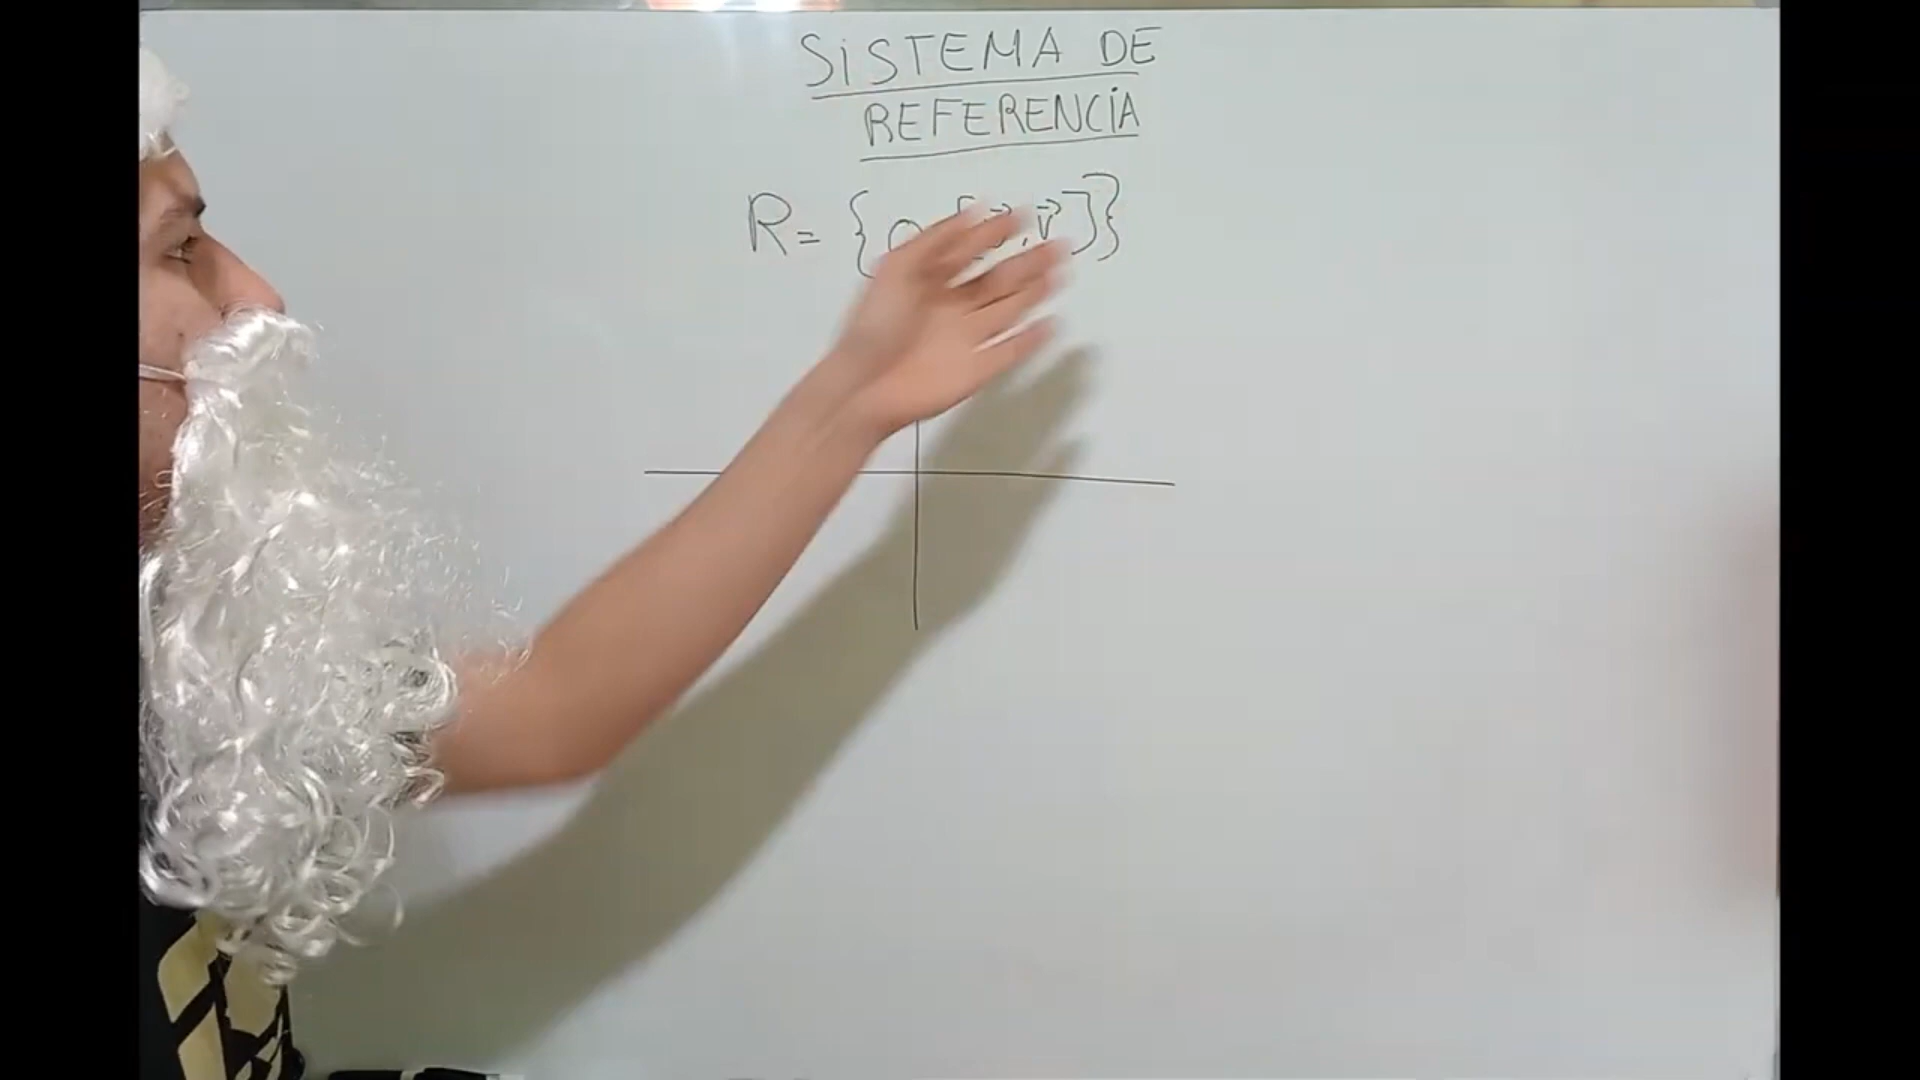 SISTEMA DE
REFERENCIA
R = { O [ , v⃗ ] }